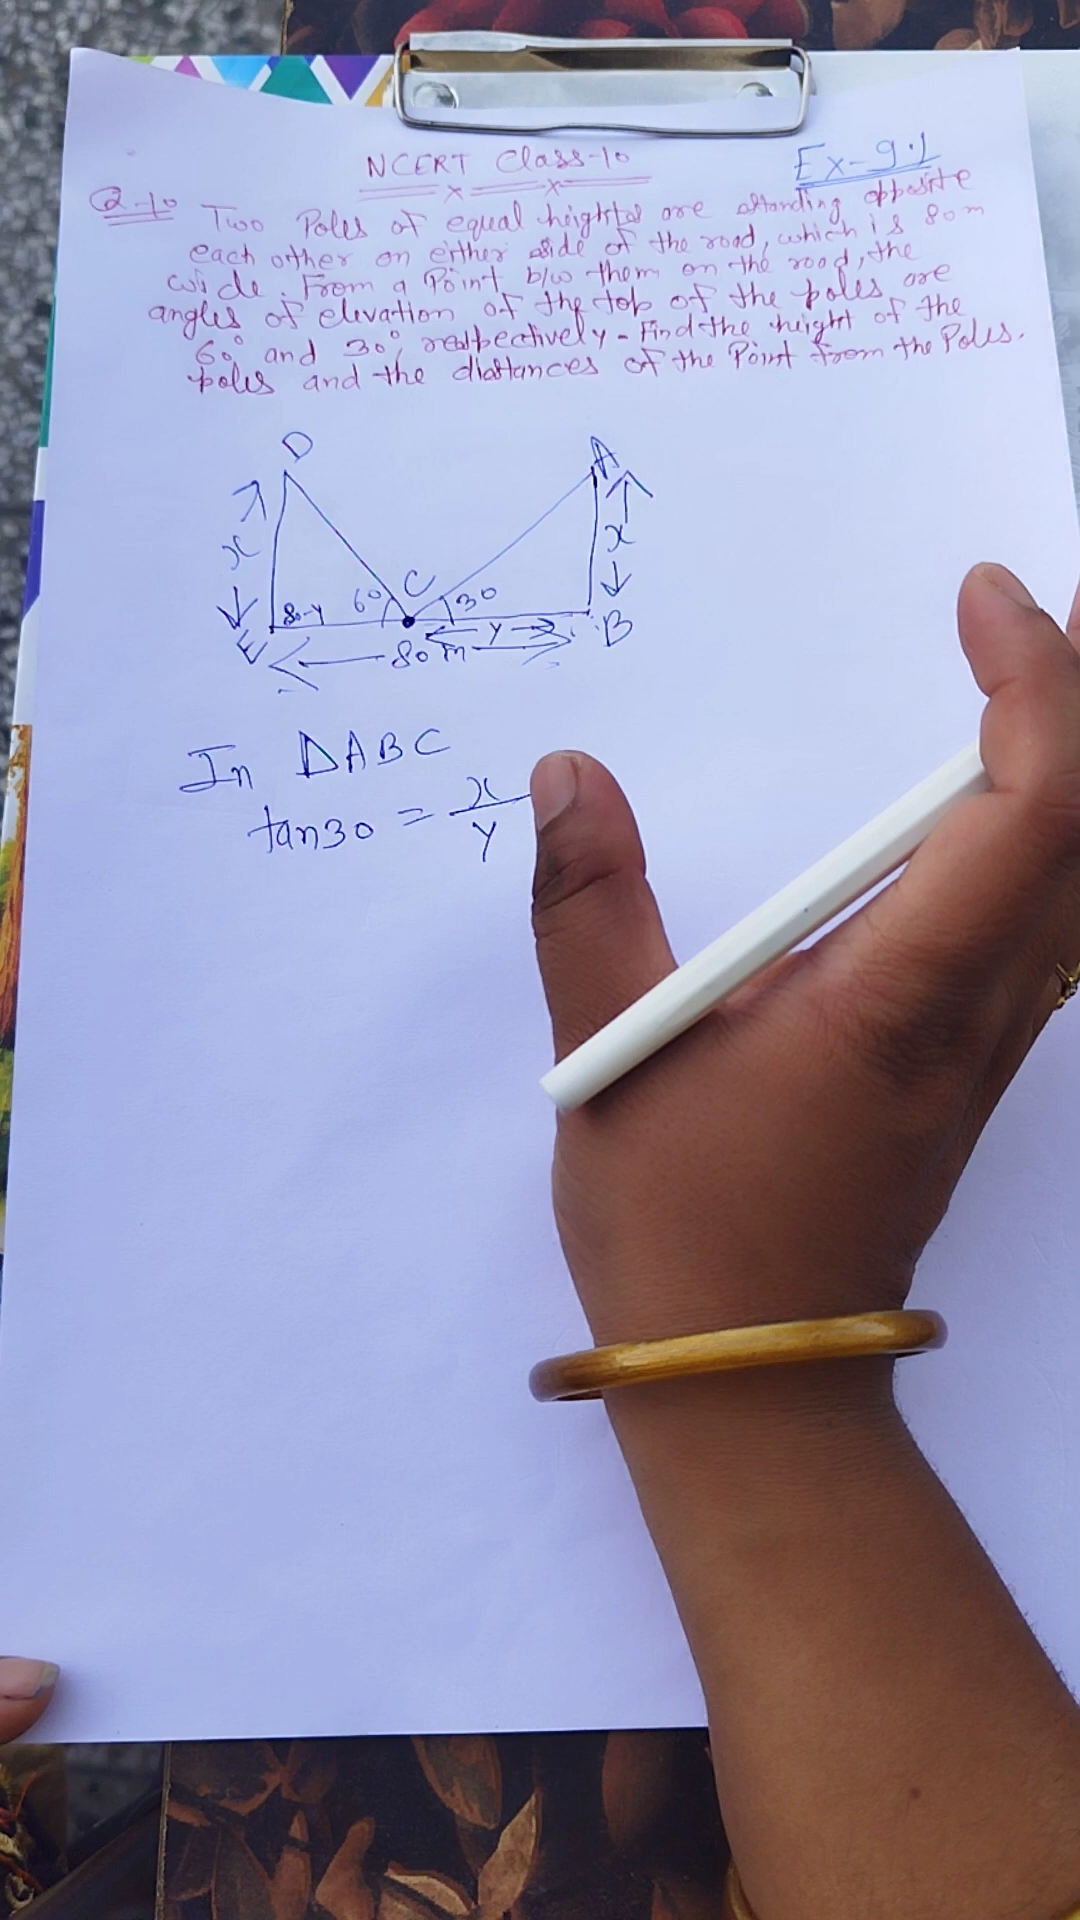 NCERT Class-10
Ex-9.1
Q-10 Two Poles of equal heights are standing opposite
each other on either side of the road, which is 80m
wide. From a Point b/w them on the road, the
angles of elevation of the top of the poles are
60° and 30°, respectively. Find the height of the
poles and the distances of the Point from the Poles.
D A
x 60 C 30 x
80-y y
E 80 m B
In ΔABC
tan30 = x/y